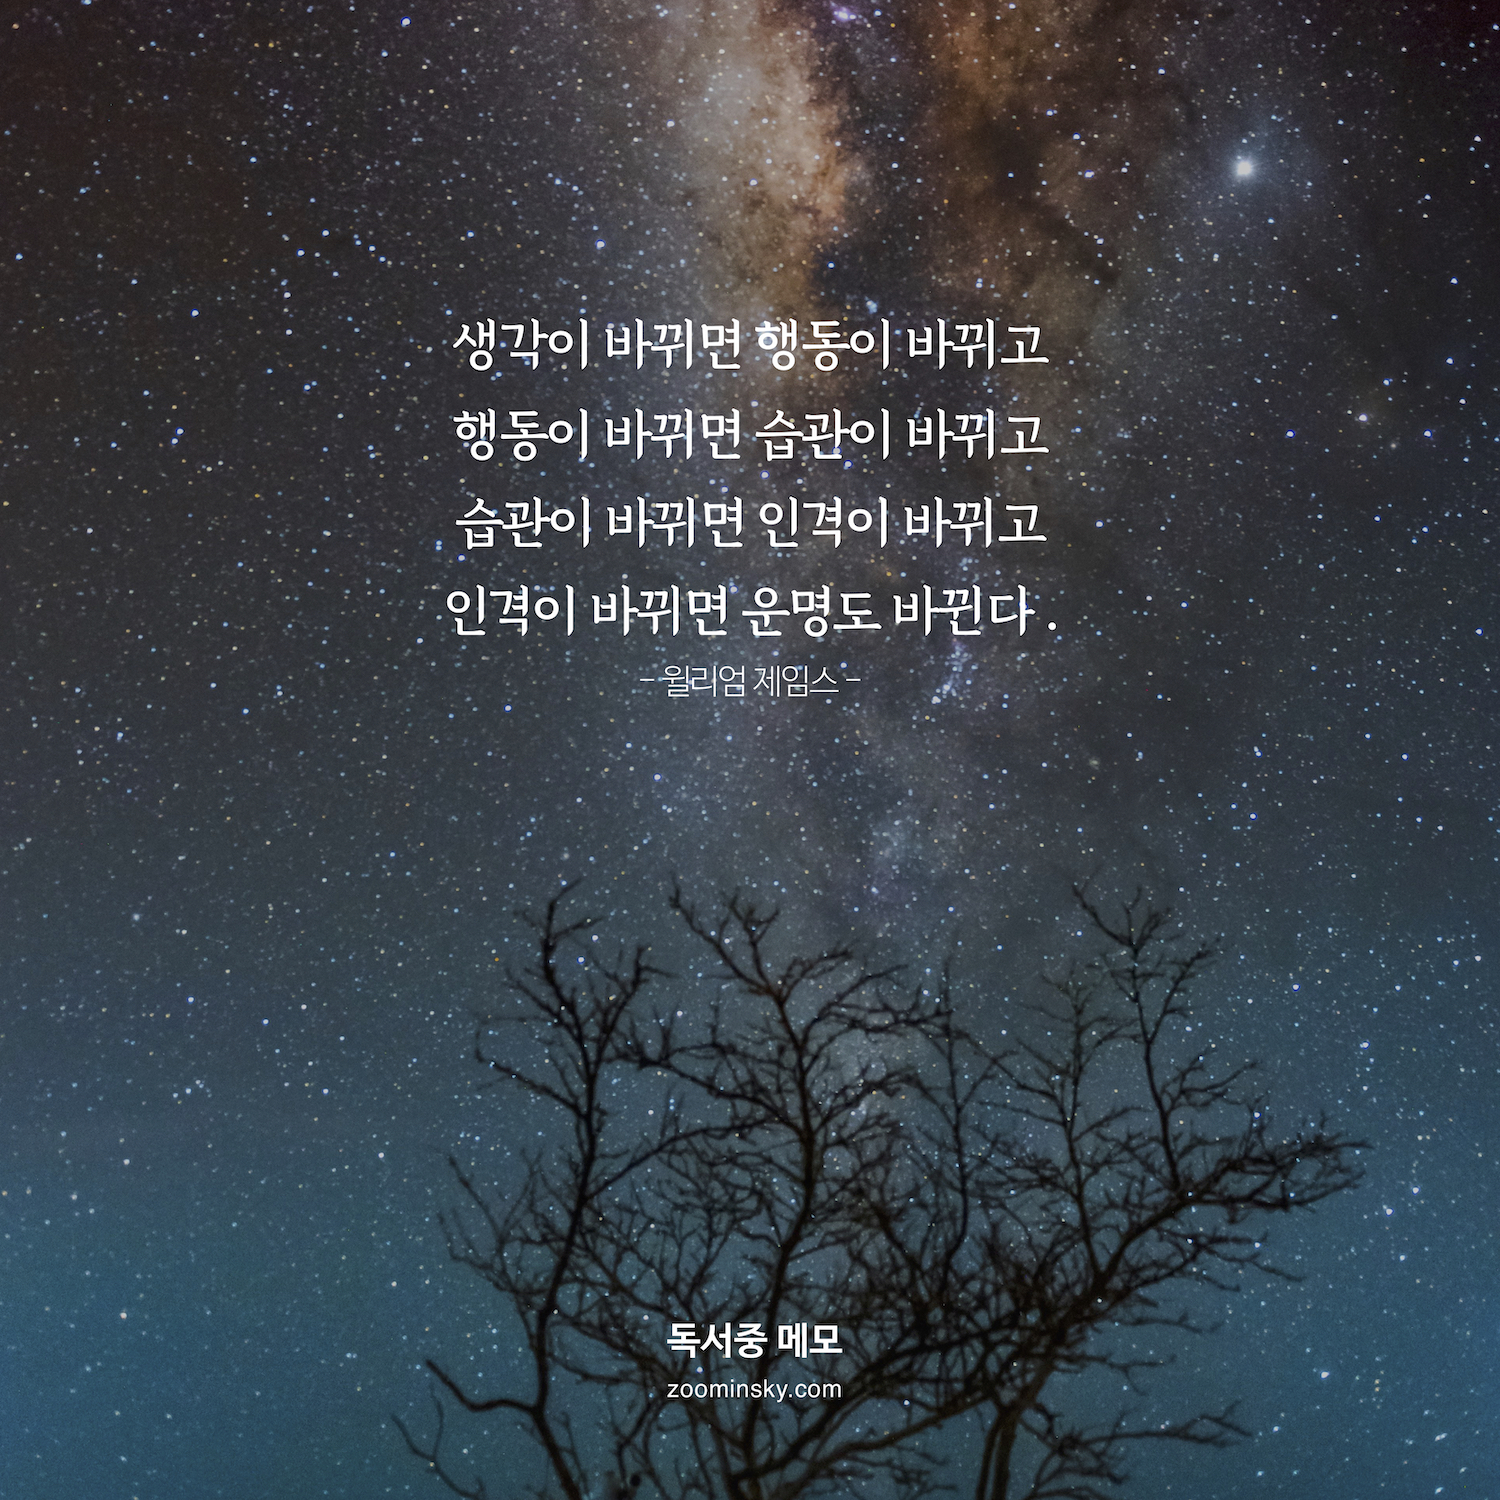 생각이 바뀌면 행동이 바뀌고
행동이 바뀌면 습관이 바뀌고
습관이 바뀌면 인격이 바뀌고
인격이 바뀌면 운명도 바뀐다 .
- 윌리엄 제임스 -
독서중 메모
zoominsky.com